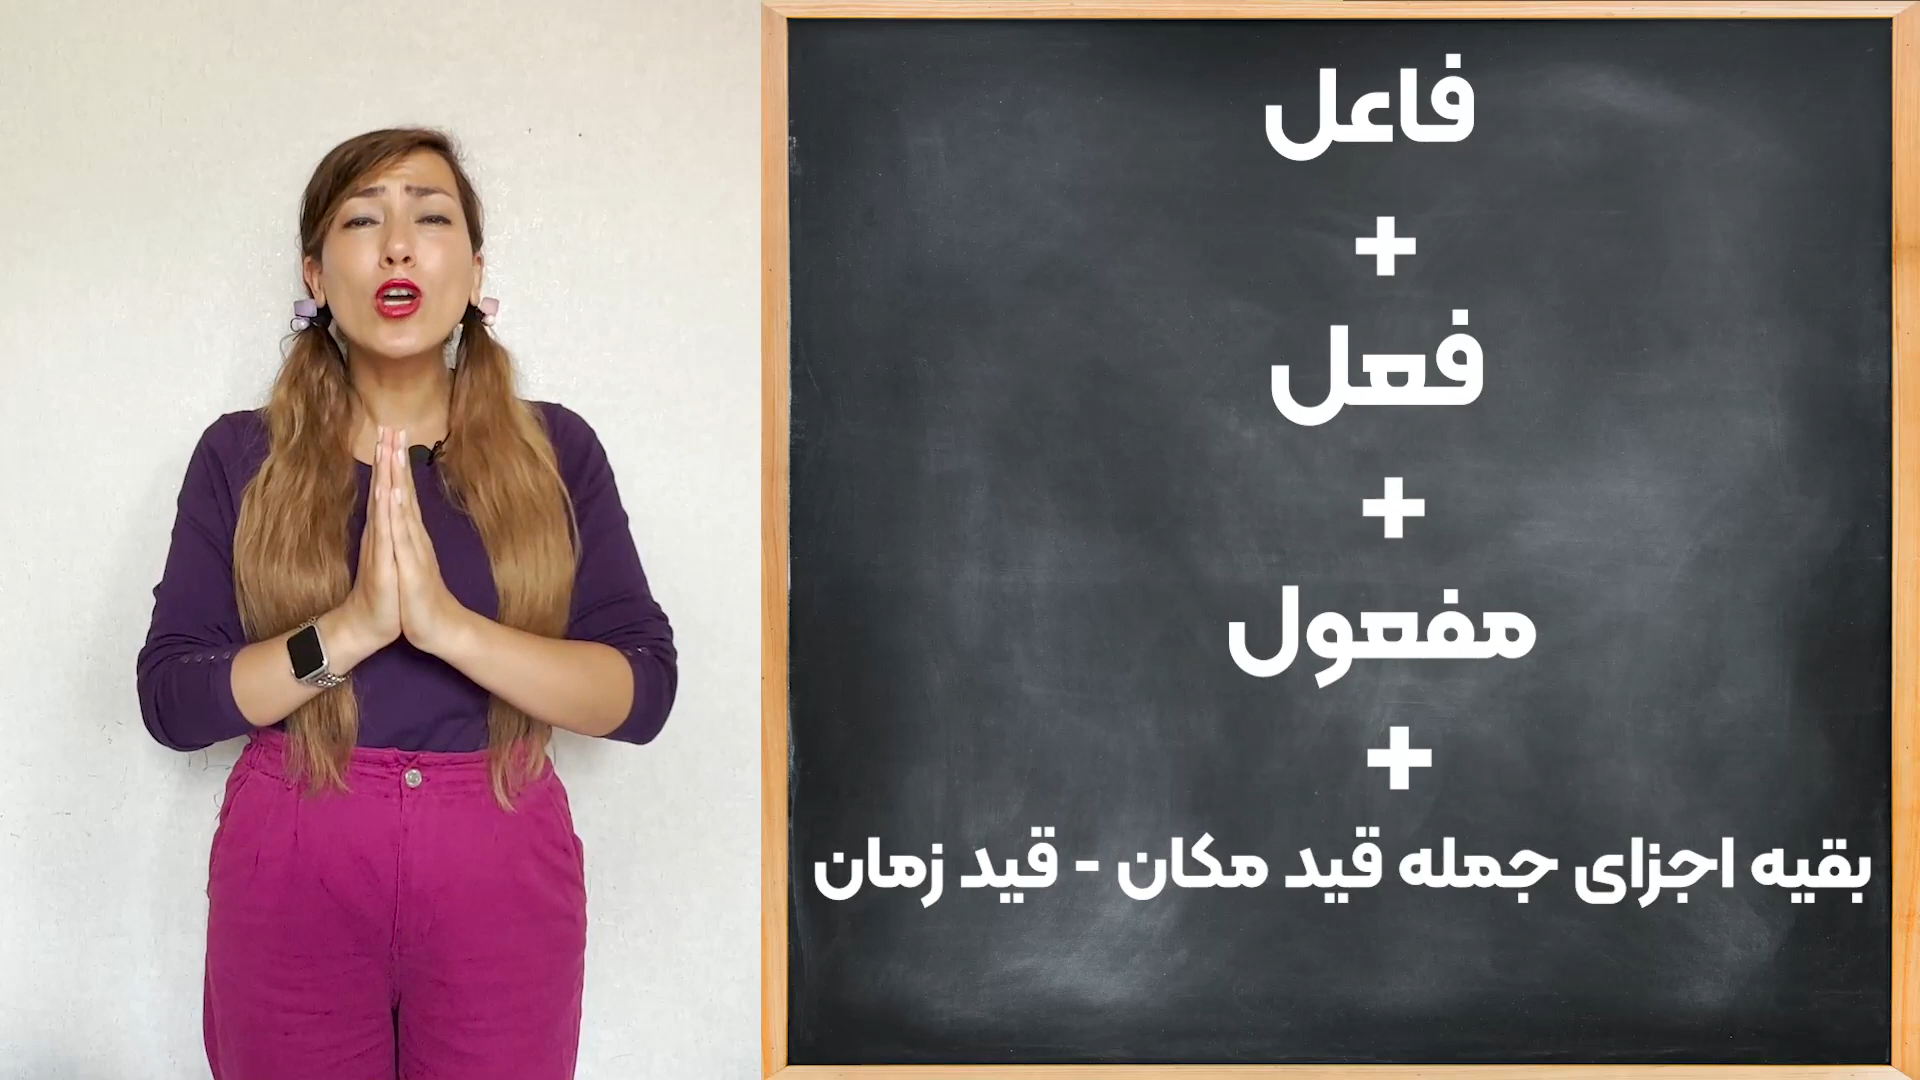 فاعل
+
فعل
+
مفعول
+
بقیه اجزای جمله قید مکان - قید زمان